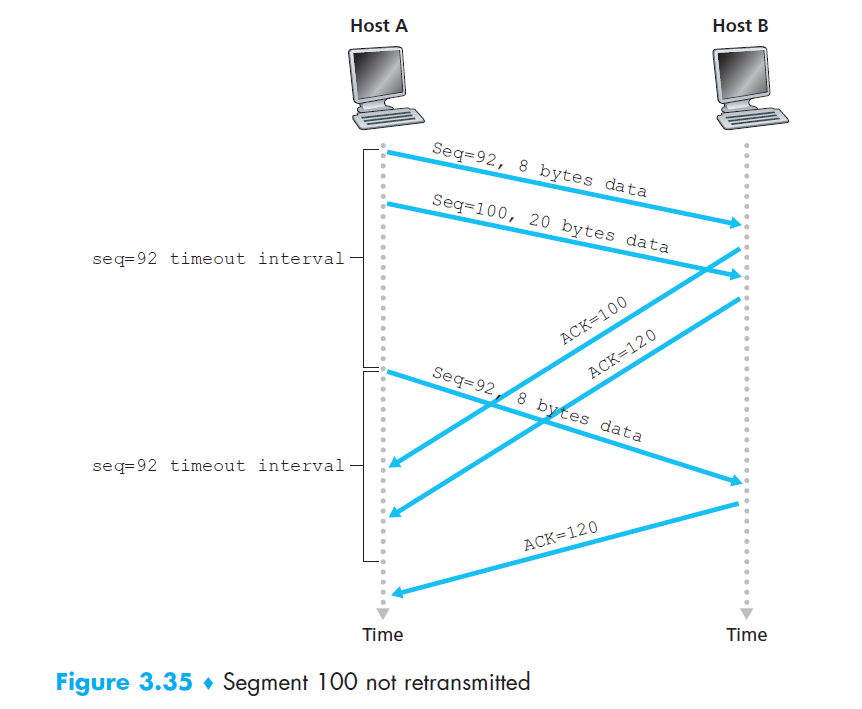 Host A
Host B
Seq=92, 8 bytes data
Seq=100, 20 bytes data
seq=92 timeout interval
ACK=100
ACK=120
Seq=92, 8 bytes data
seq=92 timeout interval
ACK=120
Time
Time
Figure 3.35 ♦ Segment 100 not retransmitted